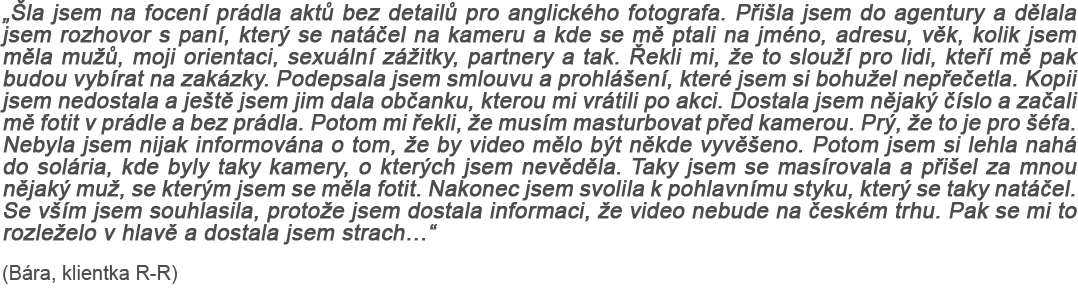 „Šla jsem na focení prádla aktů bez detailů pro anglického fotografa. Přišla jsem do agentury a dělala
jsem rozhovor s paní, který se natáčel na kameru a kde se mě ptali na jméno, adresu, věk, kolik jsem
měla mužů, moji orientaci, sexuální zážitky, partnery a tak. Řekli mi, že to slouží pro lidi, kteří mě pak
budou vybírat na zakázky. Podepsala jsem smlouvu a prohlášení, které jsem si bohužel nepřečetla. Kopii
jsem nedostala a ještě jsem jim dala občanku, kterou mi vrátili po akci. Dostala jsem nějaký číslo a začali
mě fotit v prádle a bez prádla. Potom mi řekli, že musím masturbovat před kamerou. Prý, že to je pro šéfa.
Nebyla jsem nijak informována o tom, že by video mělo být někde vyvěšeno. Potom jsem si lehla nahá
do solária, kde byly taky kamery, o kterých jsem nevěděla. Taky jsem se masírovala a přišel za mnou
nějaký muž, se kterým jsem se měla fotit. Nakonec jsem svolila k pohlavnímu styku, který se taky natáčel.
Se vším jsem souhlasila, protože jsem dostala informaci, že video nebude na českém trhu. Pak se mi to
rozleželo v hlavě a dostala jsem strach…“
(Bára, klientka R-R)